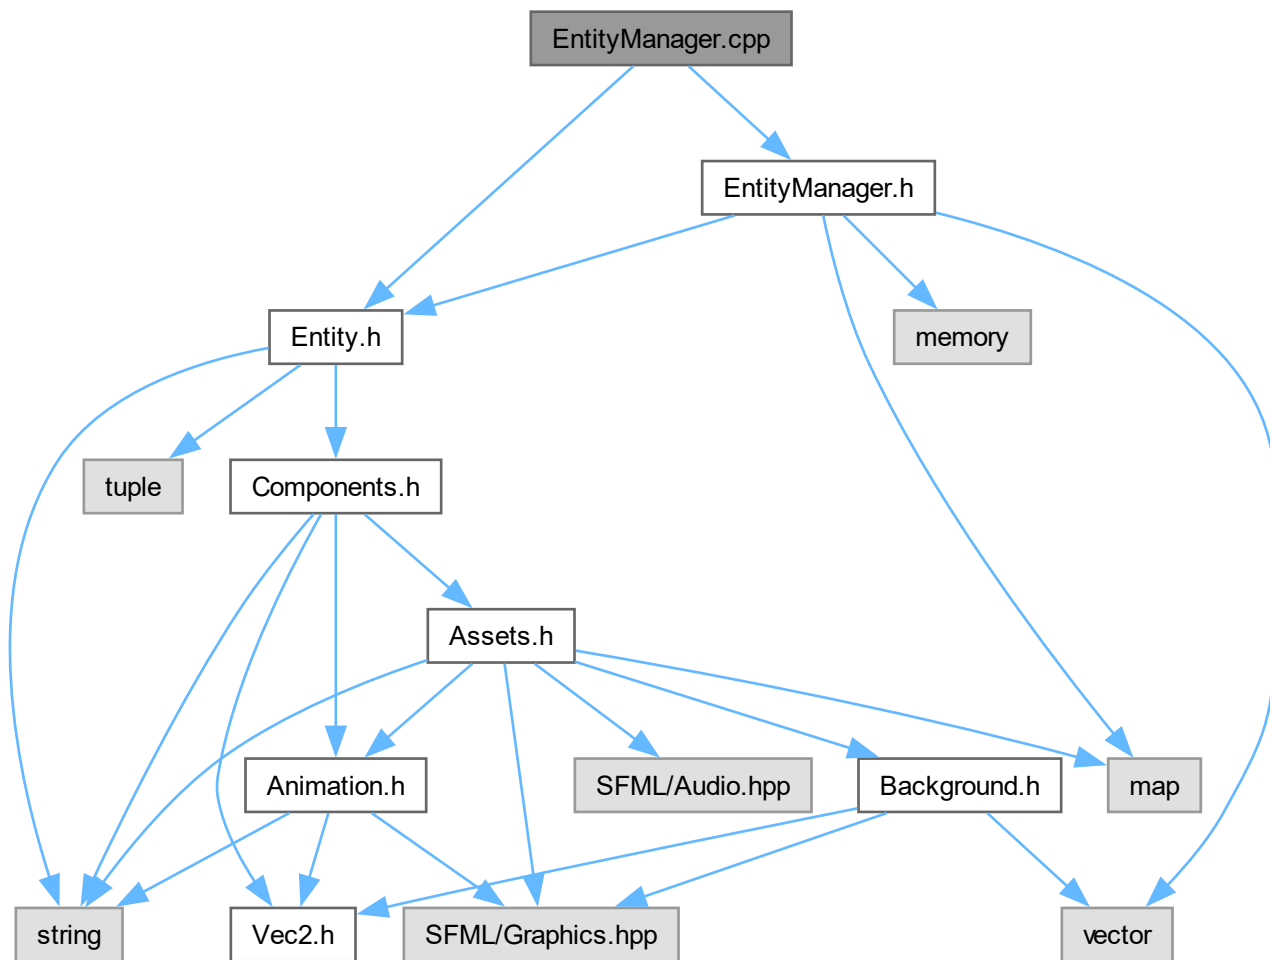 EntityManager.cpp
EntityManager.h
Entity.h
memory
tuple
Components.h
Assets.h
Animation.h
SFML/Audio.hpp
Background.h
map
string
Vec2.h
SFML/Graphics.hpp
vector